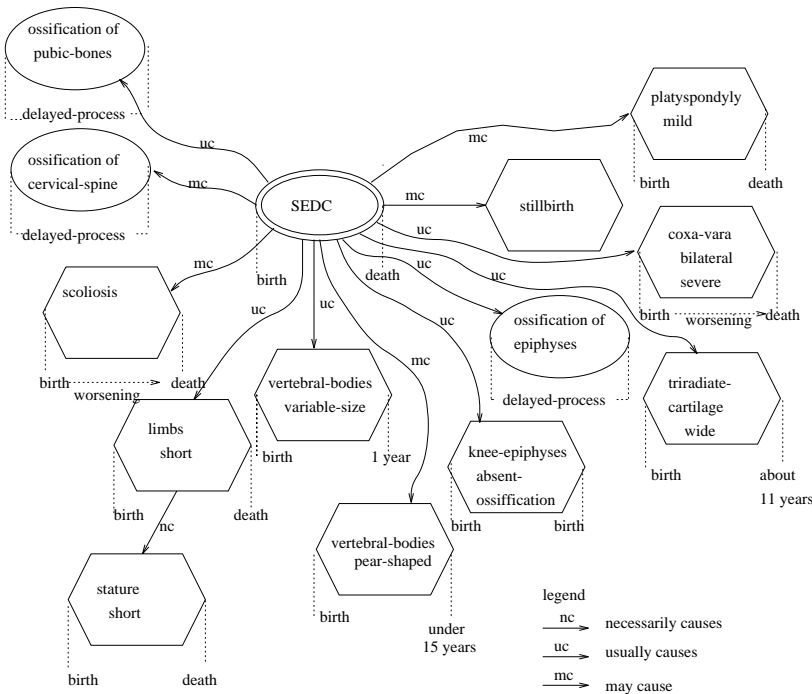 ossification of
pubic-bones
delayed-process
uc
ossification of
cervical-spine
delayed-process
mc
SEDC
birth
death
mc
platyspondyly
mild
birth
death
mc
stillbirth
uc
coxa-vara
bilateral
severe
birth
worsening
death
mc
scoliosis
birth
worsening
death
uc
limbs
short
birth
death
nc
stature
short
birth
death
uc
vertebral-bodies
variable-size
birth
1 year
mc
vertebral-bodies
pear-shaped
birth
under
15 years
uc
knee-epiphyses
absent-
ossiffication
birth
birth
uc
ossification of
epiphyses
delayed-process
uc
triradiate-
cartilage
wide
birth
about
11 years
legend
nc necessarily causes
uc usually causes
mc may cause